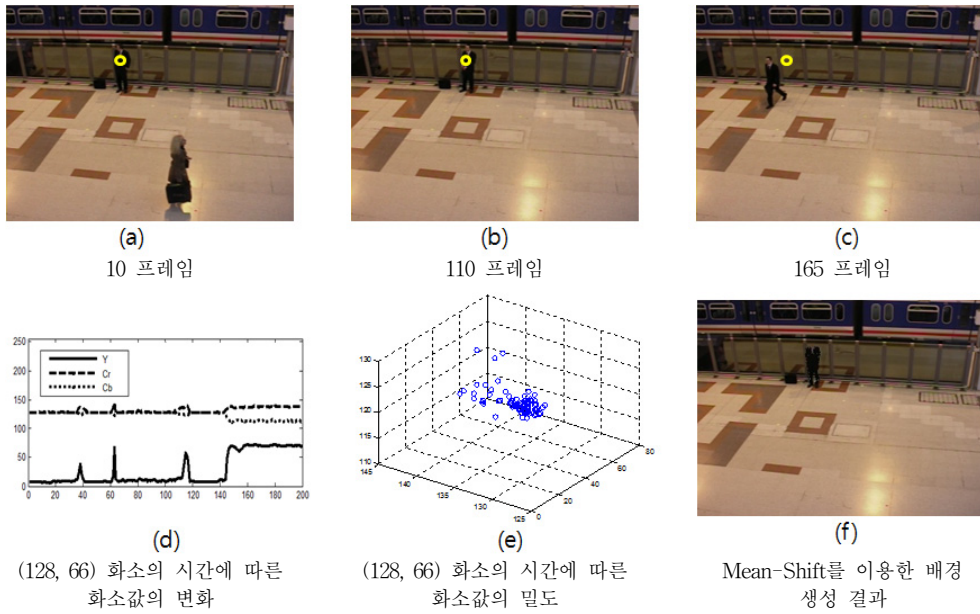 (a)
10 프레임
(b)
110 프레임
(c)
165 프레임
Y
Cr
Cb
250
200
150
100
50
0
0 20 40 60 80 100 120 140 160 180 200
(d)
(128, 66) 화소의 시간에 따른
화소값의 변화
130
125
120
115
110
145
140
135
130
125
0
20
40
60
80
(e)
(128, 66) 화소의 시간에 따른
화소값의 밀도
(f)
Mean-Shift를 이용한 배경
생성 결과